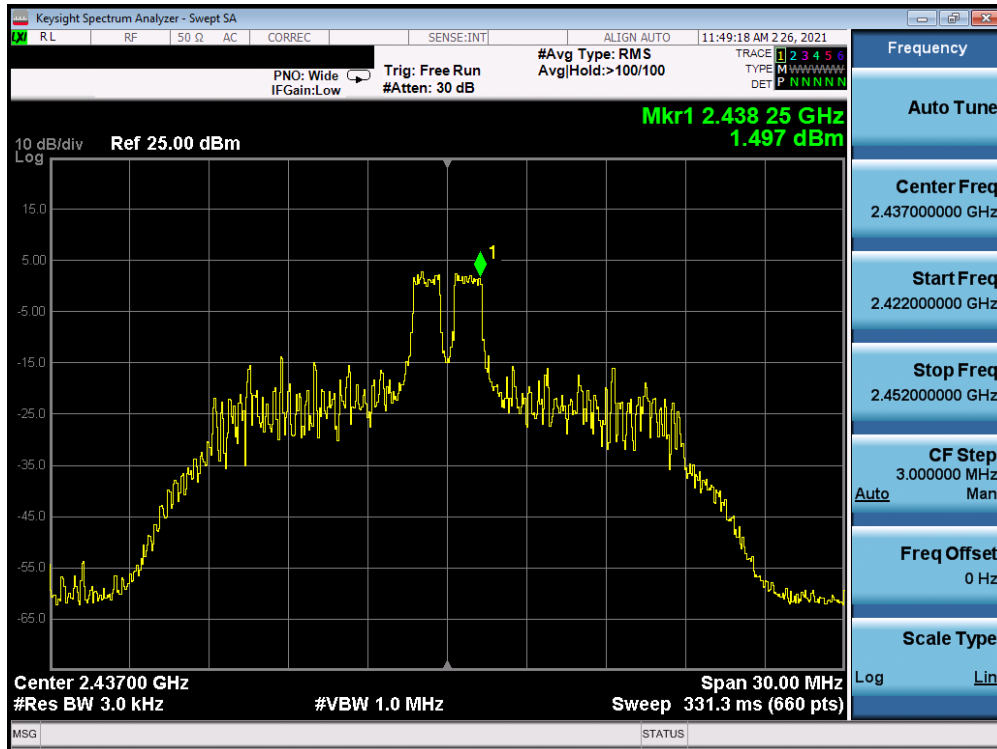 Keysight Spectrum Analyzer - Swept SA
LXI RL RF 50 Ω AC CORREC SENSE:INT ALIGN AUTO 11:49:18 AM 2 26, 2021
PNO: Wide
IFGain:Low
Trig: Free Run
#Atten: 30 dB
#Avg Type: RMS
Avg|Hold:>100/100
TRACE 1 2 3 4 5 6
TYPE M WWWWW
DET P N N N N N
Mkr1 2.438 25 GHz
1.497 dBm
10 dB/div Ref 25.00 dBm
Log
15.0
5.00
-5.00
-15.0
-25.0
-35.0
-45.0
-55.0
-65.0
1
Center 2.43700 GHz
Span 30.00 MHz
#Res BW 3.0 kHz
#VBW 1.0 MHz
Sweep 331.3 ms (660 pts)
MSG
STATUS
Frequency
Auto Tune
Center Freq
2.437000000 GHz
Start Freq
2.422000000 GHz
Stop Freq
2.452000000 GHz
CF Step
3.000000 MHz
Auto Man
Freq Offset
0 Hz
Scale Type
Log Lin